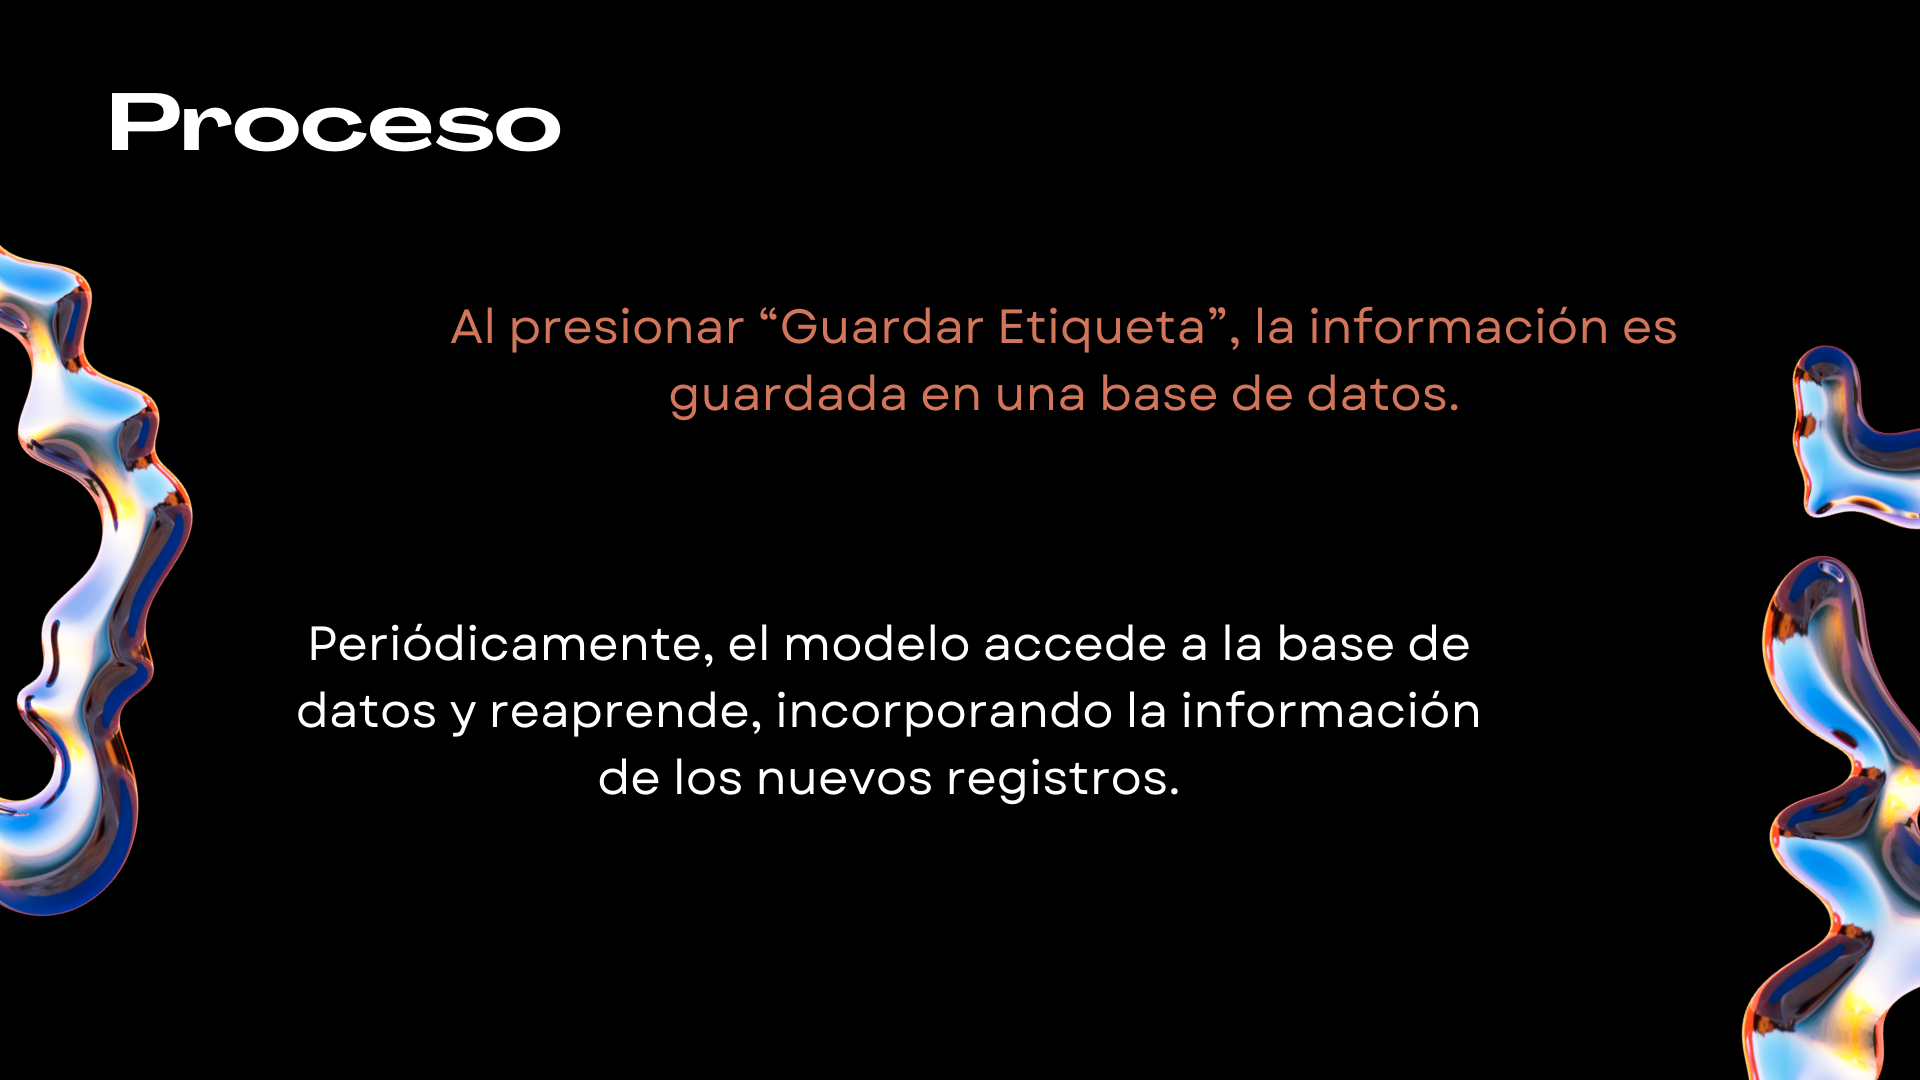 Proceso
Al presionar “Guardar Etiqueta”, la información es
guardada en una base de datos.
Periódicamente, el modelo accede a la base de
datos y reaprende, incorporando la información
de los nuevos registros.